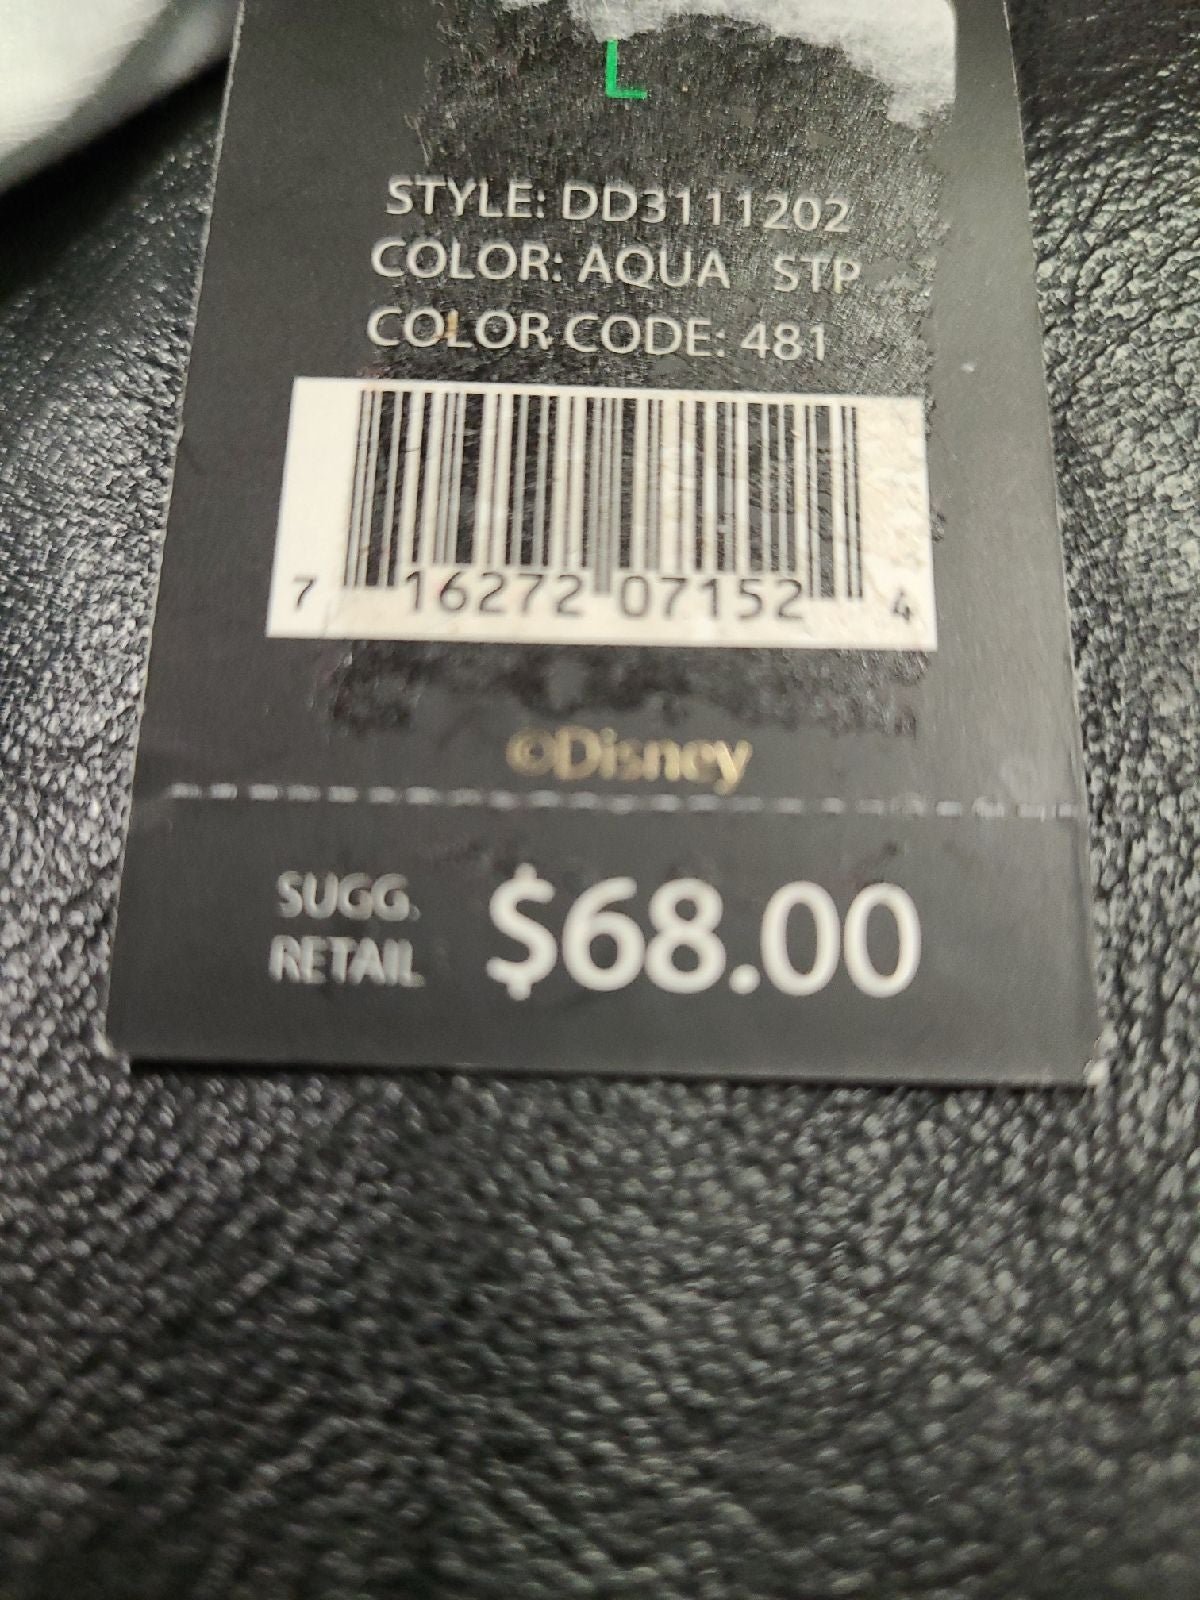 L
STYLE: DD3111202
COLOR: AQUA STP
COLOR CODE: 481
7 16272 07152 4
©Disney
SUGG. RETAIL $68.00